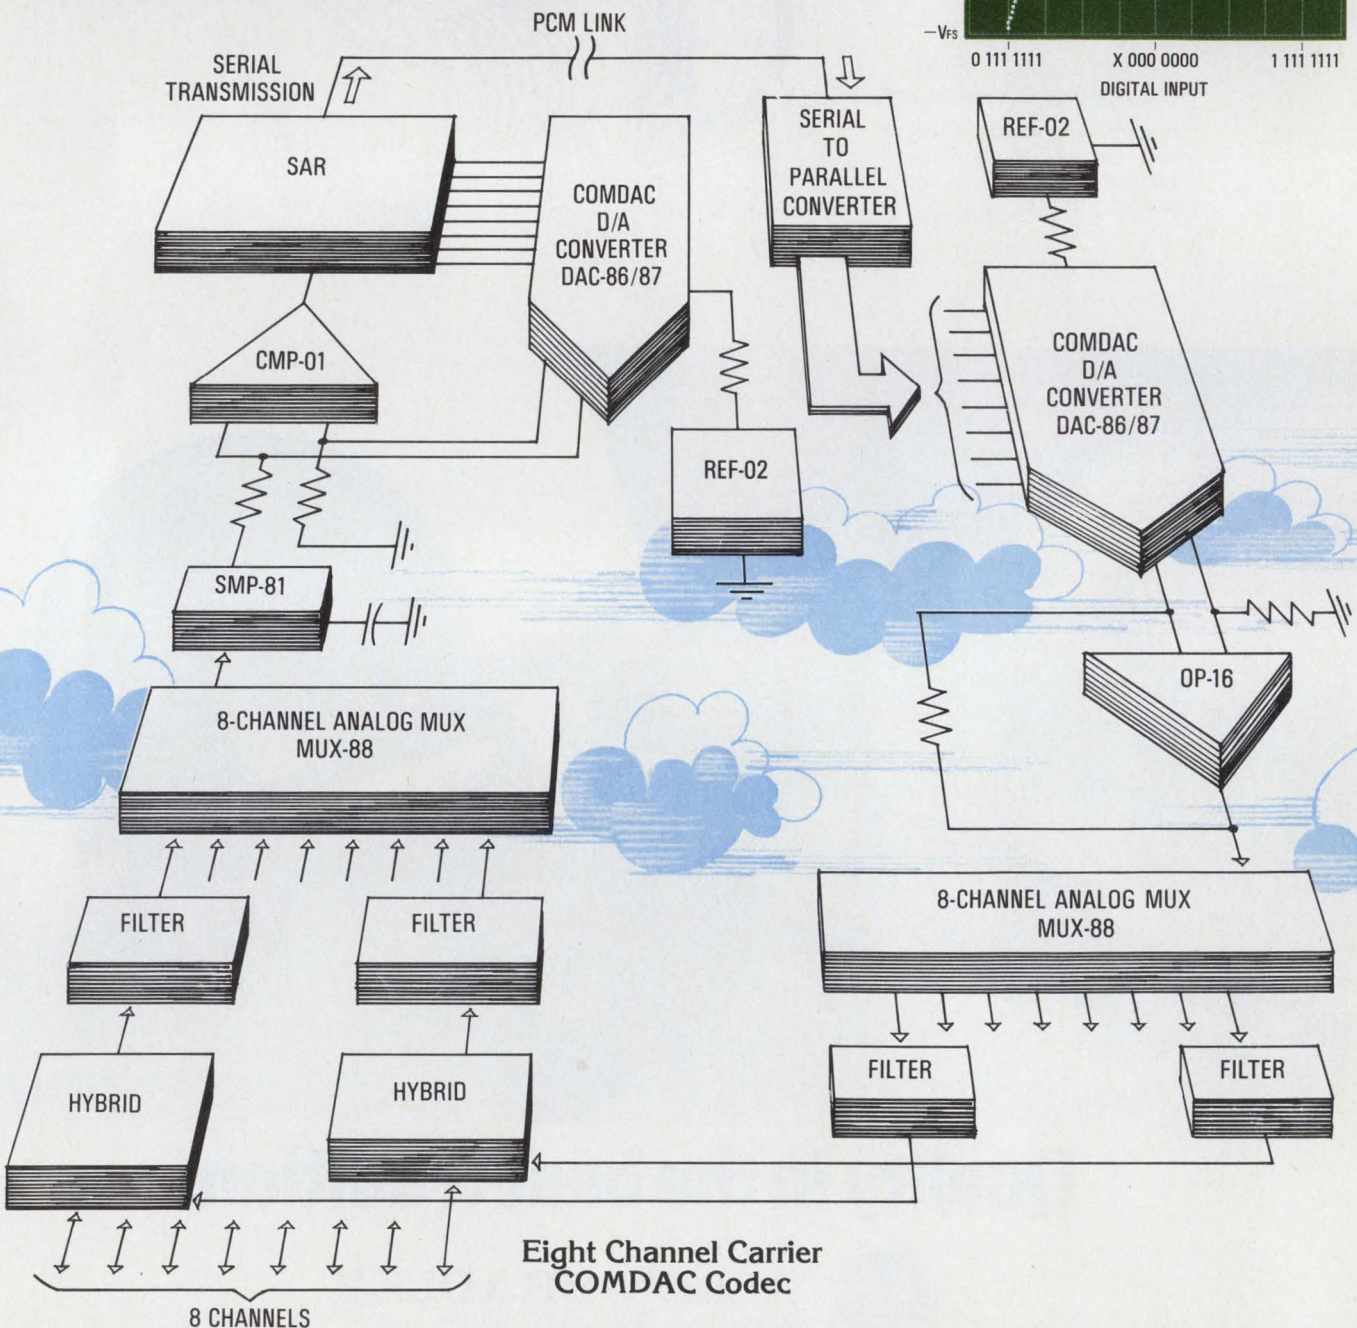 PCM LINK
−VFS
0 111 1111
X 000 0000
1 111 1111
DIGITAL INPUT
SERIAL
TRANSMISSION
SAR
COMDAC
D/A
CONVERTER
DAC-86/87
SERIAL
TO
PARALLEL
CONVERTER
REF-02
CMP-01
REF-02
COMDAC
D/A
CONVERTER
DAC-86/87
SMP-81
OP-16
8-CHANNEL ANALOG MUX
MUX-88
8-CHANNEL ANALOG MUX
MUX-88
FILTER
FILTER
FILTER
FILTER
HYBRID
HYBRID
Eight Channel Carrier
COMDAC Codec
8 CHANNELS